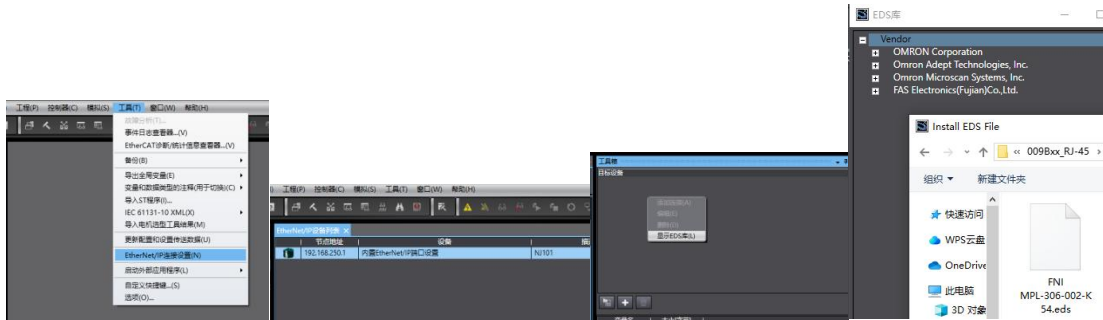 工程(P) 控制器(C) 模拟(S) 工具(T) 窗口(W) 帮助(H)
故障分析(T)...
事件日志查看器...(V)
EtherCAT诊断/统计信息查看器...(V)
备份(B)
导出全局变量(E)
变量和数据类型的注释(用于切换)(C)
导入ST程序(I)...
IEC 61131-10 XML(X)
导入电机选型工具结果(M)
更新配置和设置传送数据(U)
EtherNet/IP连接设置(N)
启动外部应用程序(L)
自定义快捷键...(S)
选项(O)...
工程(P) 控制器(C) 模拟(S) 工具(T) 窗口(W) 帮助(H)
EtherNet/IP设备列表
节点地址 设备
192.168.250.1 内置EtherNet/IP端口设置 NJ101
工具箱
目标设备
显示EDS库(L)
EDS库
Vendor
OMRON Corporation
Omron Adept Technologies, Inc.
Omron Microscan Systems, Inc.
FAS Electronics(Fujian)Co.,Ltd.
Install EDS File
« 009Bxx_RJ-45 ›
组织 新建文件夹
快速访问
WPS云盘
OneDrive
此电脑
3D 对象
FNI
MPL-306-002-K
54.eds